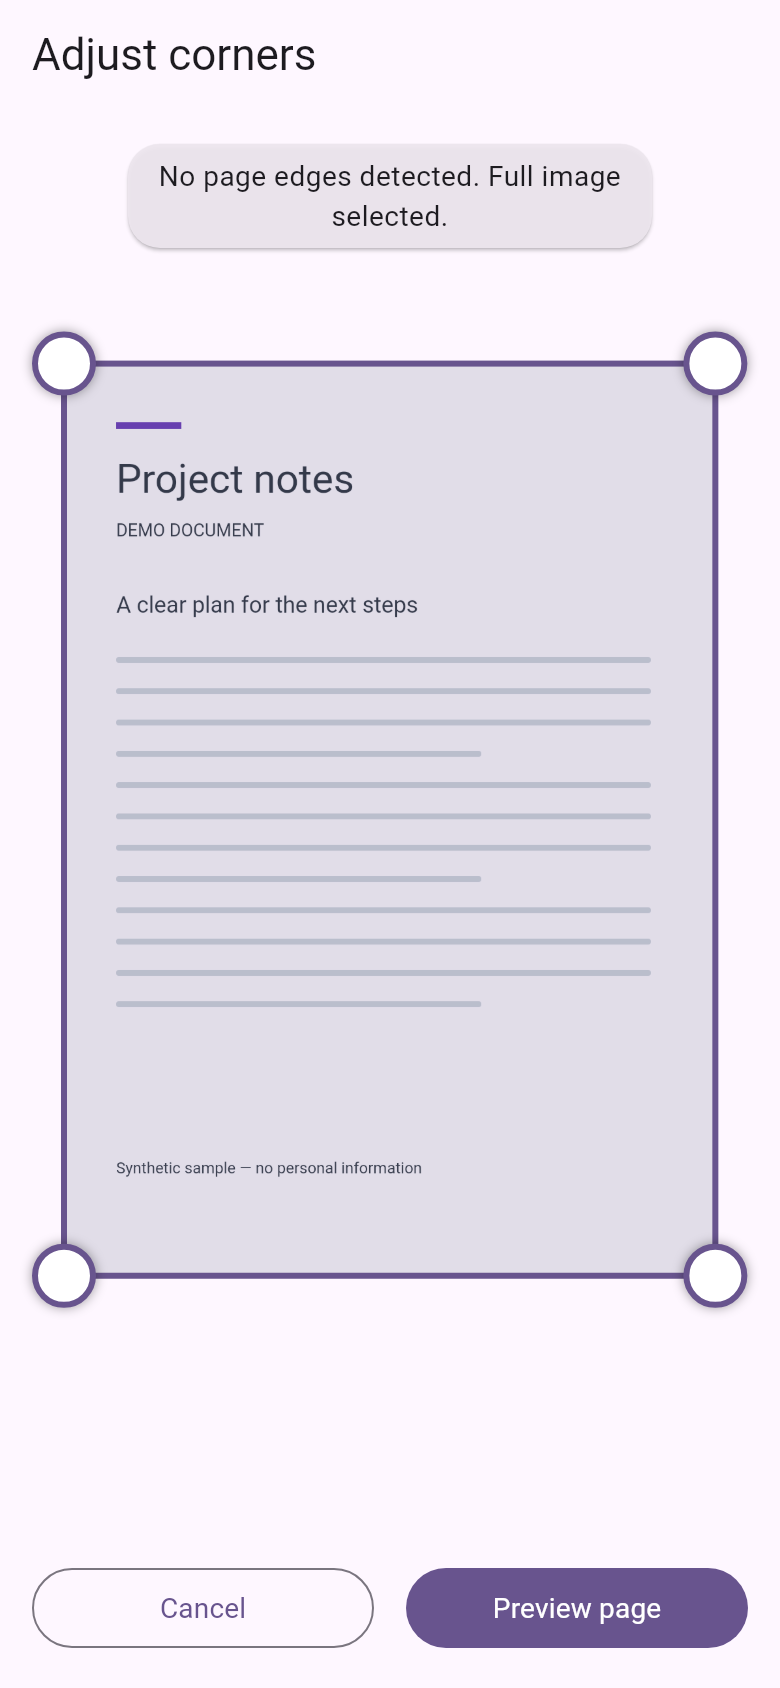 Adjust corners
No page edges detected. Full image
selected.
Project notes
DEMO DOCUMENT
A clear plan for the next steps
Synthetic sample — no personal information
Cancel
Preview page